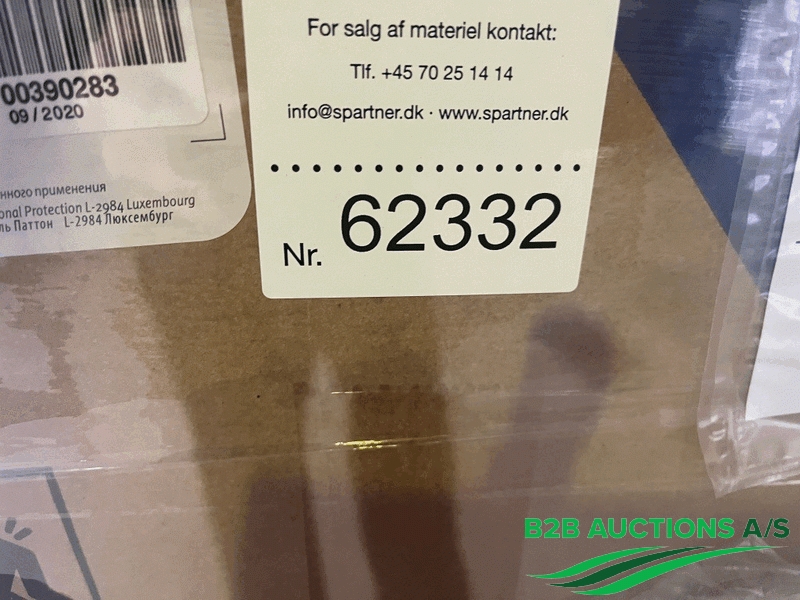 00390283
09/2020
нного применения
onal Protection L-2984 Luxembourg
ль Паттон L-2984 Люксембург
For salg af materiel kontakt:
Tlf. +45 70 25 14 14
info@spartner.dk · www.spartner.dk
Nr. 62332
B2B AUCTIONS A/S